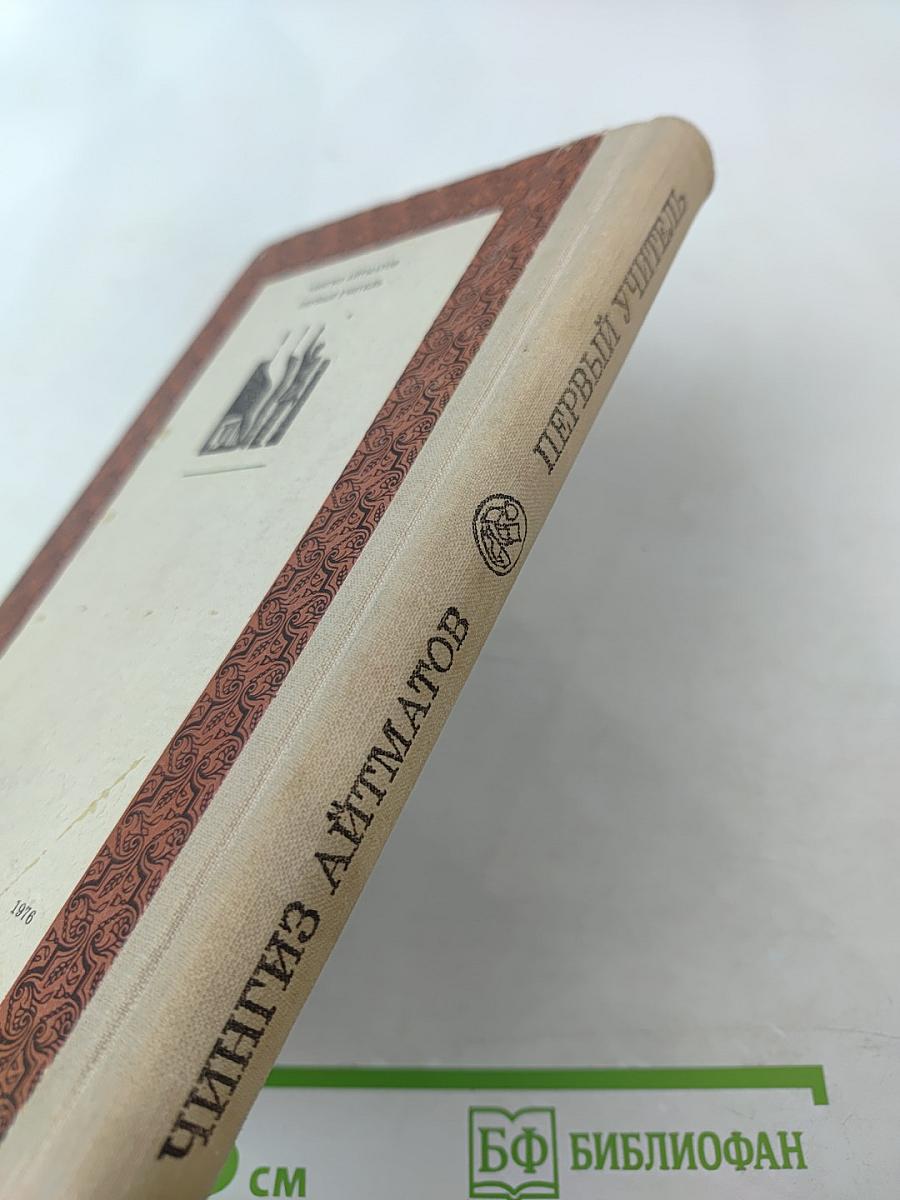 ЧИНГИЗ АЙТМАТОВ ПЕРВЫЙ УЧИТЕЛЬ
1976
см
БФ БИБЛИОФАН